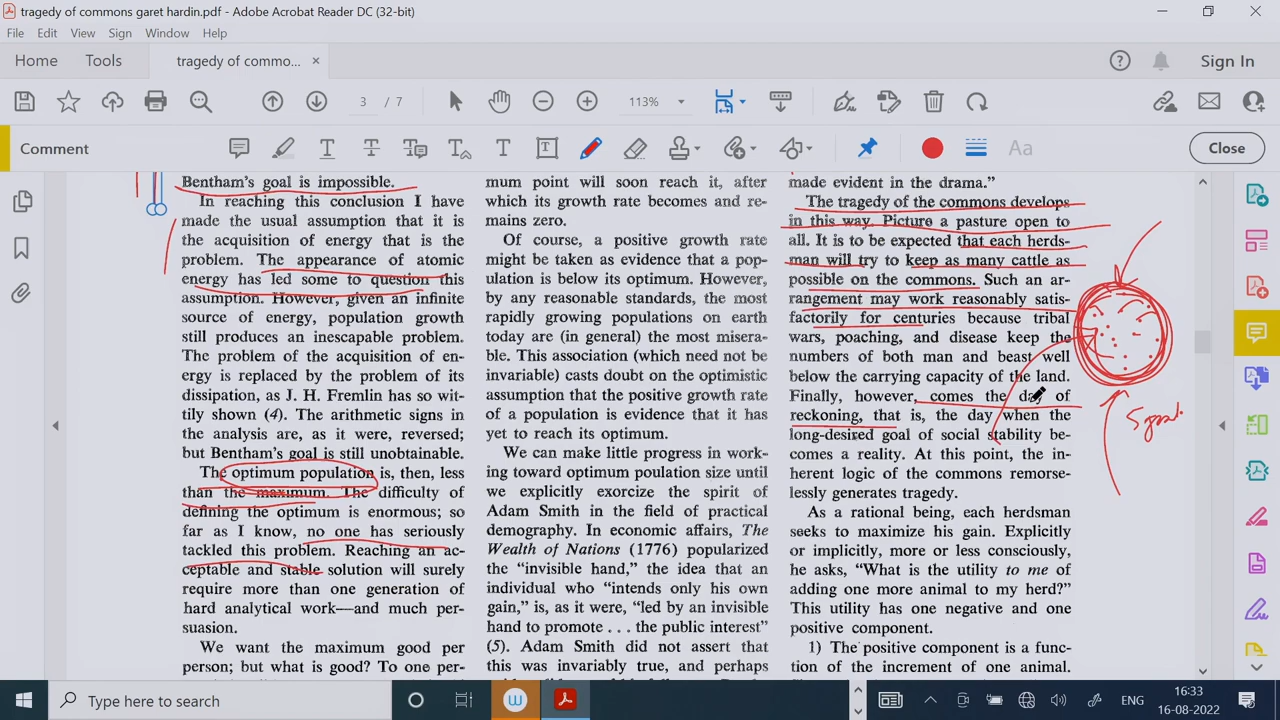 tragedy of commons garet hardin.pdf - Adobe Acrobat Reader DC (32-bit)
File Edit View Sign Window Help
Home Tools tragedy of commo... × Sign In
3 / 7 113%
Comment Aa Close
Bentham's goal is impossible.
In reaching this conclusion I have
made the usual assumption that it is
the acquisition of energy that is the
problem. The appearance of atomic
energy has led some to question this
assumption. However, given an infinite
source of energy, population growth
still produces an inescapable problem.
The problem of the acquisition of en-
ergy is replaced by the problem of its
dissipation, as J. H. Fremlin has so wit-
tily shown (4). The arithmetic signs in
the analysis are, as it were, reversed;
but Bentham's goal is still unobtainable.
The optimum population is, then, less
than the maximum. The difficulty of
defining the optimum is enormous; so
far as I know, no one has seriously
tackled this problem. Reaching an ac-
ceptable and stable solution will surely
require more than one generation of
hard analytical work—and much per-
suasion.
We want the maximum good per
person; but what is good? To one per-
mum point will soon reach it, after
which its growth rate becomes and re-
mains zero.
Of course, a positive growth rate
might be taken as evidence that a pop-
ulation is below its optimum. However,
by any reasonable standards, the most
rapidly growing populations on earth
today are (in general) the most misera-
ble. This association (which need not be
invariable) casts doubt on the optimistic
assumption that the positive growth rate
of a population is evidence that it has
yet to reach its optimum.
We can make little progress in work-
ing toward optimum poulation size until
we explicitly exorcize the spirit of
Adam Smith in the field of practical
demography. In economic affairs, The
Wealth of Nations (1776) popularized
the "invisible hand," the idea that an
individual who "intends only his own
gain," is, as it were, "led by an invisible
hand to promote . . . the public interest"
(5). Adam Smith did not assert that
this was invariably true, and perhaps
made evident in the drama."
The tragedy of the commons develops
in this way. Picture a pasture open to
all. It is to be expected that each herds-
man will try to keep as many cattle as
possible on the commons. Such an ar-
rangement may work reasonably satis-
factorily for centuries because tribal
wars, poaching, and disease keep the
numbers of both man and beast well
below the carrying capacity of the land.
Finally, however, comes the day of
reckoning, that is, the day when the
long-desired goal of social stability be-
comes a reality. At this point, the in-
herent logic of the commons remorse-
lessly generates tragedy.
As a rational being, each herdsman
seeks to maximize his gain. Explicitly
or implicitly, more or less consciously,
he asks, "What is the utility to me of
adding one more animal to my herd?"
This utility has one negative and one
positive component.
1) The positive component is a func-
tion of the increment of one animal.
Type here to search
ENG
16:33
16-08-2022